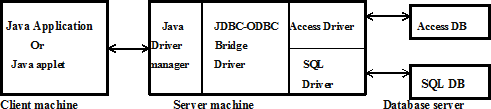 Java Application
Or
Java applet
Java
Driver
manager
JDBC-ODBC
Bridge
Driver
Access Driver
SQL
Driver
Access DB
SQL DB
Client machine
Server machine
Database server